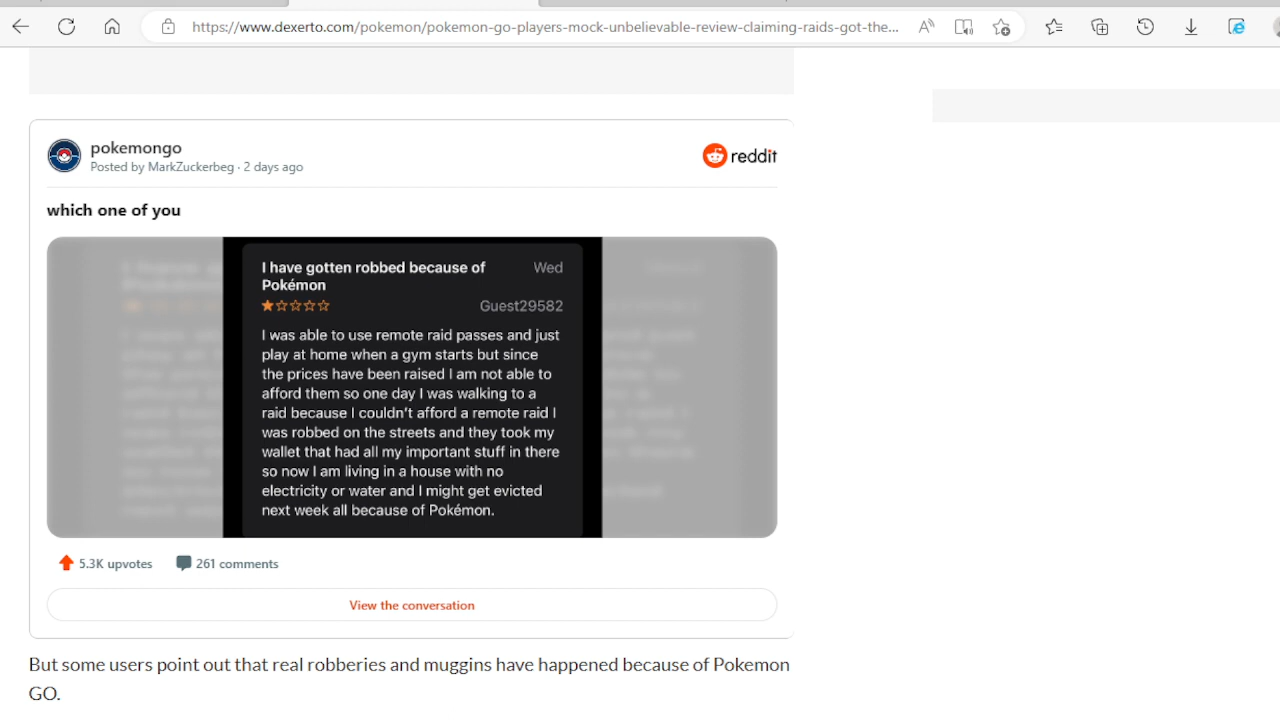 https://www.dexerto.com/pokemon/pokemon-go-players-mock-unbelievable-review-claiming-raids-got-the...
pokemongo
Posted by MarkZuckerbeg · 2 days ago
reddit
which one of you
I have gotten robbed because of
Pokémon
Wed
Guest29582
I was able to use remote raid passes and just
play at home when a gym starts but since
the prices have been raised I am not able to
afford them so one day I was walking to a
raid because I couldn't afford a remote raid I
was robbed on the streets and they took my
wallet that had all my important stuff in there
so now I am living in a house with no
electricity or water and I might get evicted
next week all because of Pokémon.
5.3K upvotes
261 comments
View the conversation
But some users point out that real robberies and muggins have happened because of Pokemon
GO.